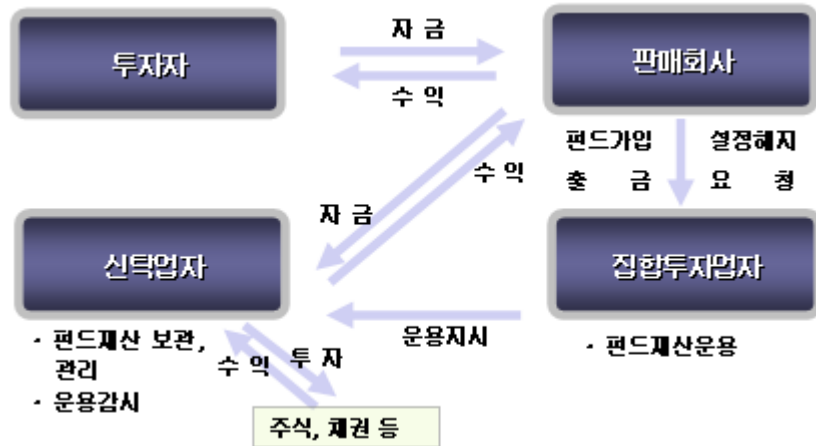 자 금
투자자
판매회사
수 익
펀드가입 설정해지
출 금 요 청
수 익
자 금
신탁업자
집합투자업자
운용지시
· 펀드재산 보관,
관리
· 운용감시
수 익
투 자
· 펀드재산운용
주식, 채권 등